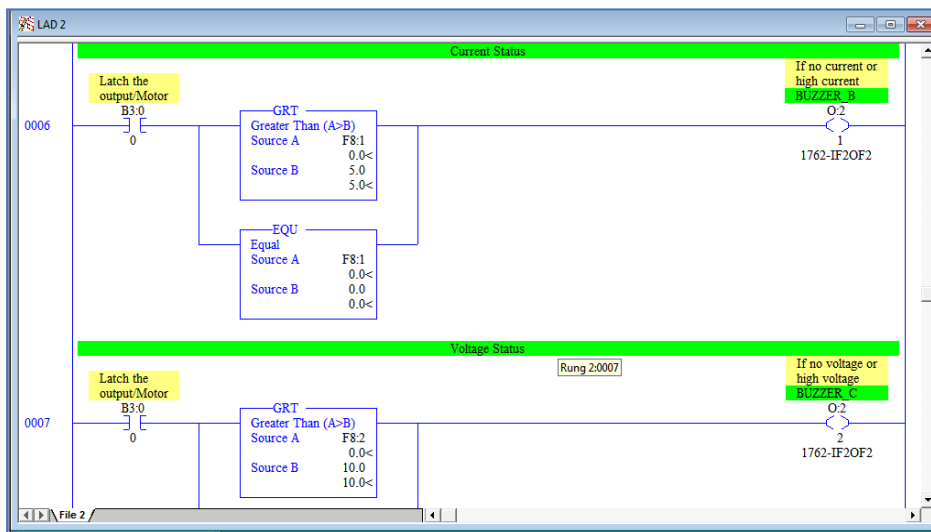 LAD 2
Current Status
Latch the
output/Motor
B3:0
0
0006
GRT
Greater Than (A>B)
Source A F8:1
0.0<
Source B 5.0
5.0<
EQU
Equal
Source A F8:1
0.0<
Source B 0.0
0.0<
If no current or
high current
BUZZER_B
O:2
1
1762-IF2OF2
Voltage Status
Rung 2:0007
Latch the
output/Motor
B3:0
0
0007
GRT
Greater Than (A>B)
Source A F8:2
0.0<
Source B 10.0
10.0<
If no voltage or
high voltage
BUZZER_C
O:2
2
1762-IF2OF2
File 2